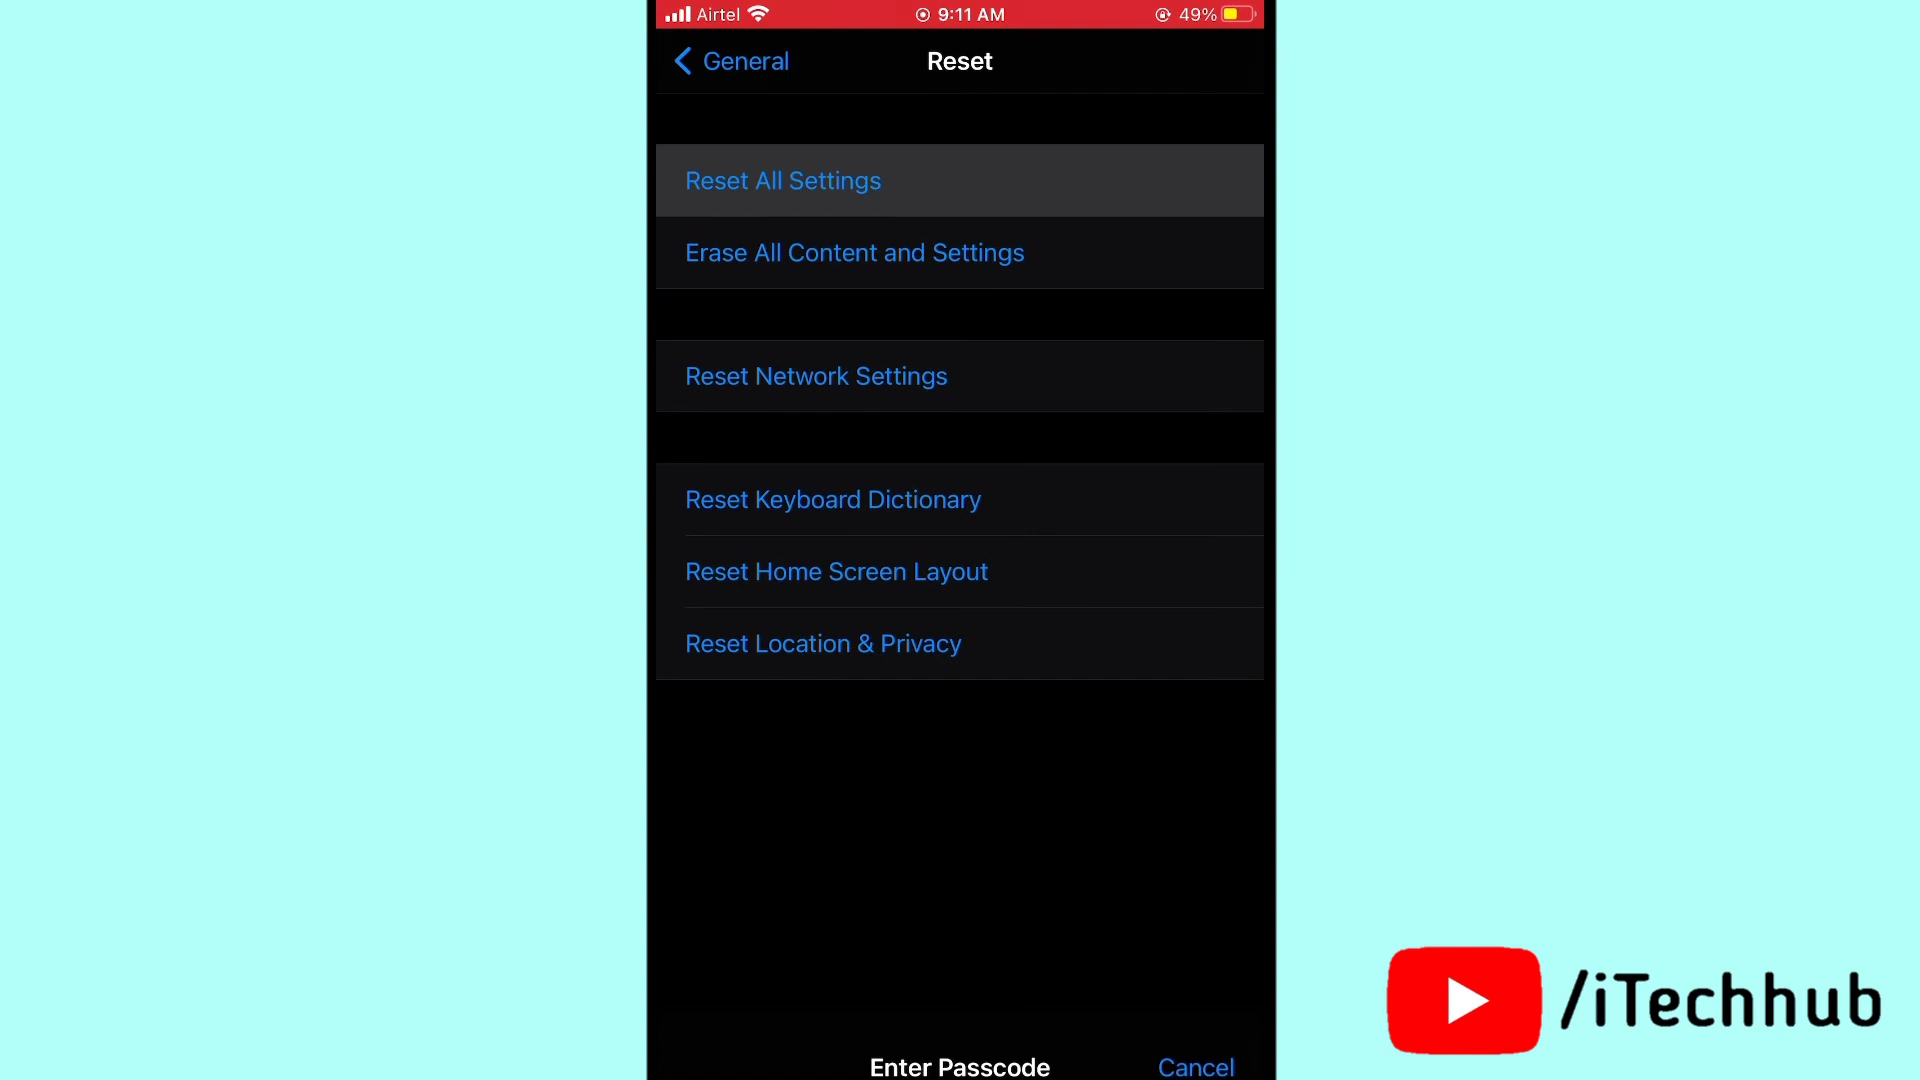 Airtel 9:11 AM 49%
General Reset
Reset All Settings
Erase All Content and Settings
Reset Network Settings
Reset Keyboard Dictionary
Reset Home Screen Layout
Reset Location & Privacy
/iTechhub
Enter Passcode Cancel